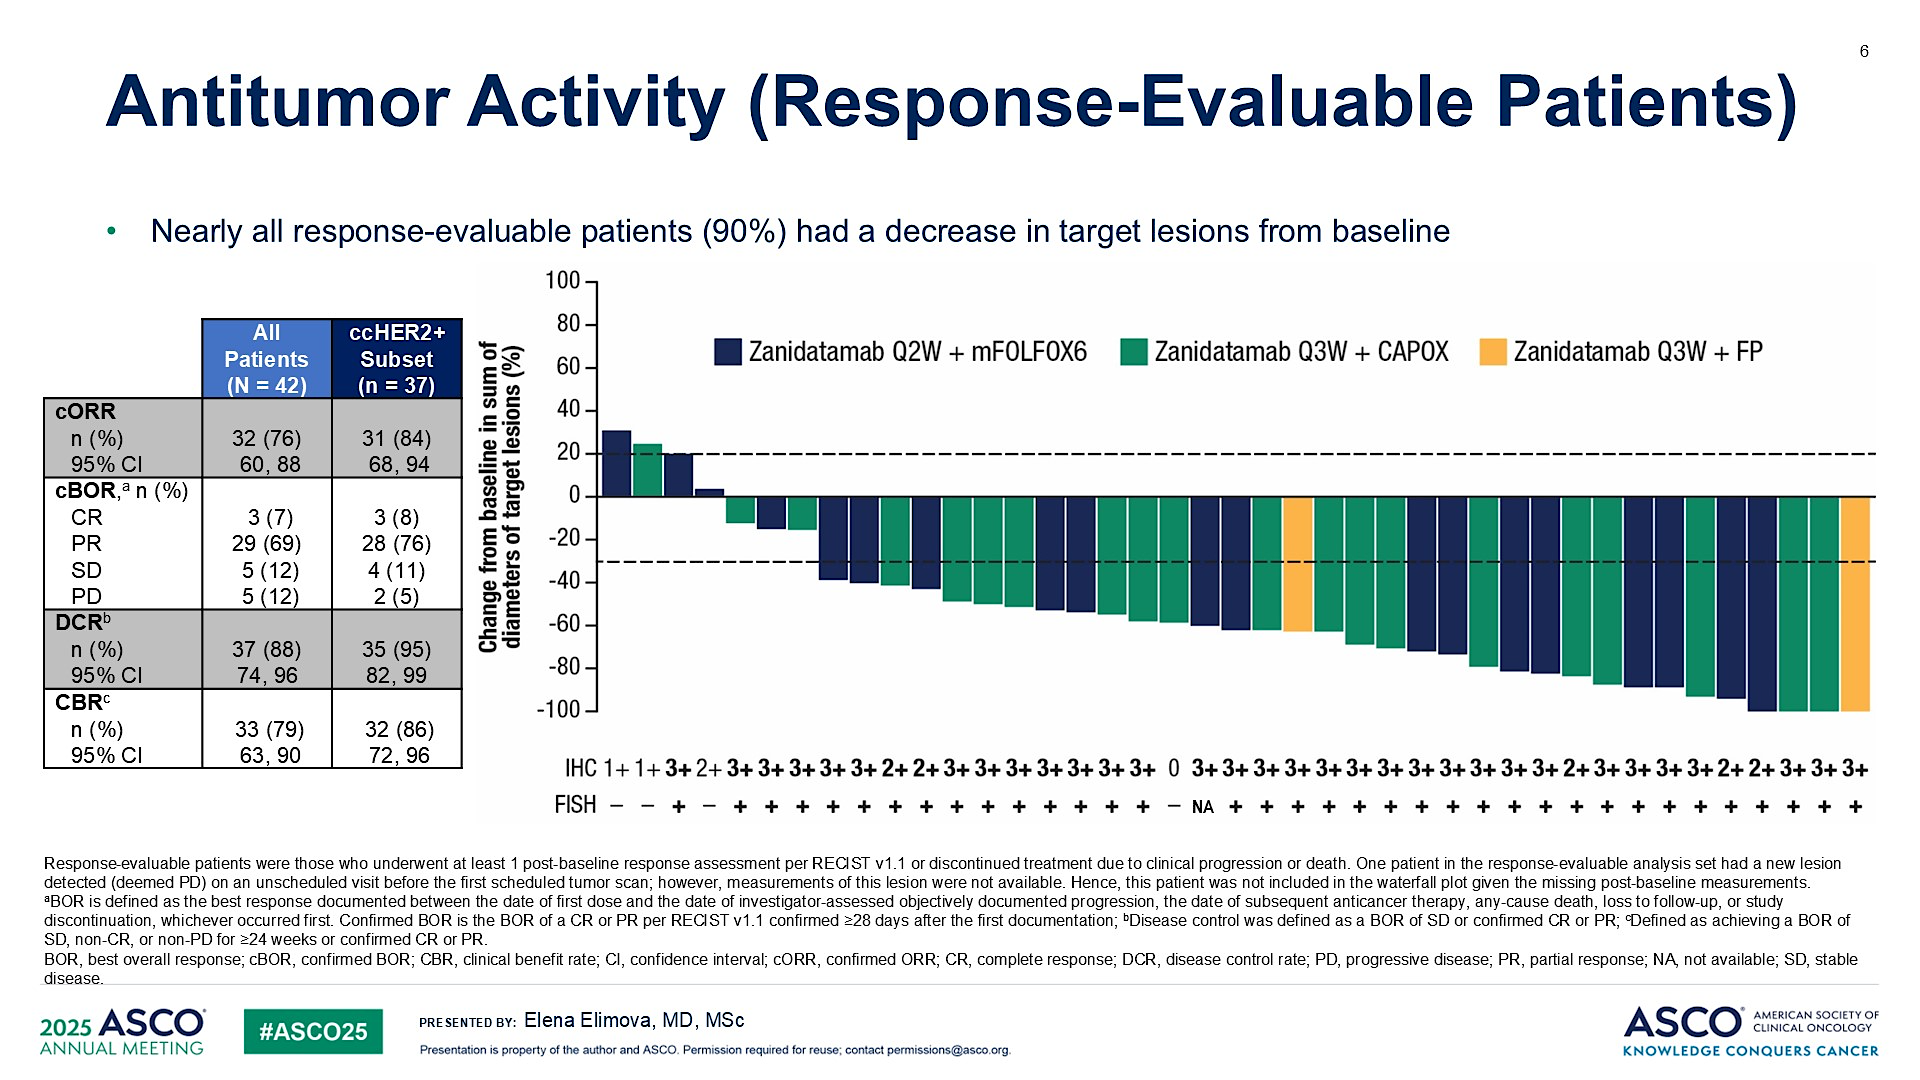 6
Antitumor Activity (Response-Evaluable Patients)
• Nearly all response-evaluable patients (90%) had a decrease in target lesions from baseline
All Patients (N = 42) ccHER2+ Subset (n = 37)
cORR
n (%) 32 (76) 31 (84)
95% CI 60, 88 68, 94
cBOR,ᵃ n (%)
CR 3 (7) 3 (8)
PR 29 (69) 28 (76)
SD 5 (12) 4 (11)
PD 5 (12) 2 (5)
DCRᵇ
n (%) 37 (88) 35 (95)
95% CI 74, 96 82, 99
CBRᶜ
n (%) 33 (79) 32 (86)
95% CI 63, 90 72, 96
Change from baseline in sum of
diameters of target lesions (%)
100
80
60
40
20
0
-20
-40
-60
-80
-100
Zanidatamab Q2W + mFOLFOX6 Zanidatamab Q3W + CAPOX Zanidatamab Q3W + FP
IHC 1+ 1+ 3+ 2+ 3+ 3+ 3+ 3+ 3+ 2+ 2+ 3+ 3+ 3+ 3+ 3+ 3+ 3+ 0 3+ 3+ 3+ 3+ 3+ 3+ 3+ 3+ 3+ 3+ 3+ 3+ 2+ 3+ 3+ 3+ 3+ 2+ 2+ 3+ 3+ 3+
FISH – – + – + + + + + + + + + + + + + + – NA + + + + + + + + + + + + + + + + + + + + +
Response-evaluable patients were those who underwent at least 1 post-baseline response assessment per RECIST v1.1 or discontinued treatment due to clinical progression or death. One patient in the response-evaluable analysis set had a new lesion
detected (deemed PD) on an unscheduled visit before the first scheduled tumor scan; however, measurements of this lesion were not available. Hence, this patient was not included in the waterfall plot given the missing post-baseline measurements.
ᵃBOR is defined as the best response documented between the date of first dose and the date of investigator-assessed objectively documented progression, the date of subsequent anticancer therapy, any-cause death, loss to follow-up, or study
discontinuation, whichever occurred first. Confirmed BOR is the BOR of a CR or PR per RECIST v1.1 confirmed ≥28 days after the first documentation; ᵇDisease control was defined as a BOR of SD or confirmed CR or PR; ᶜDefined as achieving a BOR of
SD, non-CR, or non-PD for ≥24 weeks or confirmed CR or PR.
BOR, best overall response; cBOR, confirmed BOR; CBR, clinical benefit rate; CI, confidence interval; cORR, confirmed ORR; CR, complete response; DCR, disease control rate; PD, progressive disease; PR, partial response; NA, not available; SD, stable
disease.
2025 ASCO®
ANNUAL MEETING
#ASCO25
PRESENTED BY: Elena Elimova, MD, MSc
Presentation is property of the author and ASCO. Permission required for reuse; contact permissions@asco.org.
ASCO® AMERICAN SOCIETY OF
CLINICAL ONCOLOGY
KNOWLEDGE CONQUERS CANCER